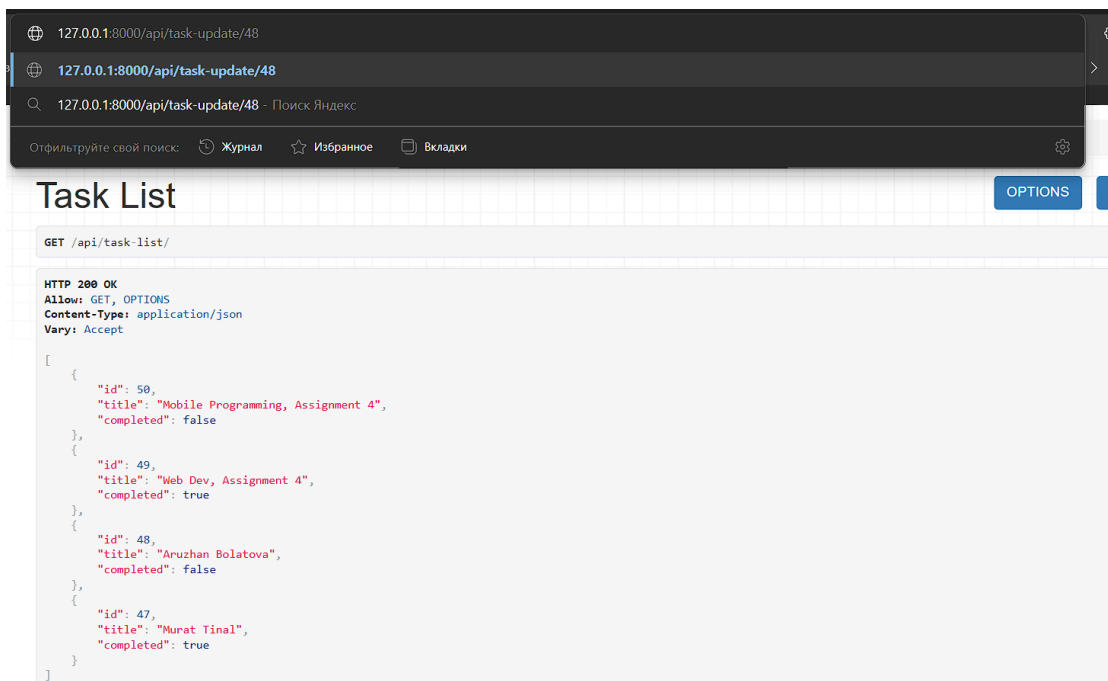 127.0.0.1:8000/api/task-update/48
127.0.0.1:8000/api/task-update/48
127.0.0.1:8000/api/task-update/48 - Поиск Яндекс
Отфильтруйте свой поиск: Журнал Избранное Вкладки
Task List
OPTIONS
GET /api/task-list/
HTTP 200 OK
Allow: GET, OPTIONS
Content-Type: application/json
Vary: Accept
[
{
"id": 50,
"title": "Mobile Programming, Assignment 4",
"completed": false
},
{
"id": 49,
"title": "Web Dev, Assignment 4",
"completed": true
},
{
"id": 48,
"title": "Aruzhan Bolatova",
"completed": false
},
{
"id": 47,
"title": "Murat Tinal",
"completed": true
}
]